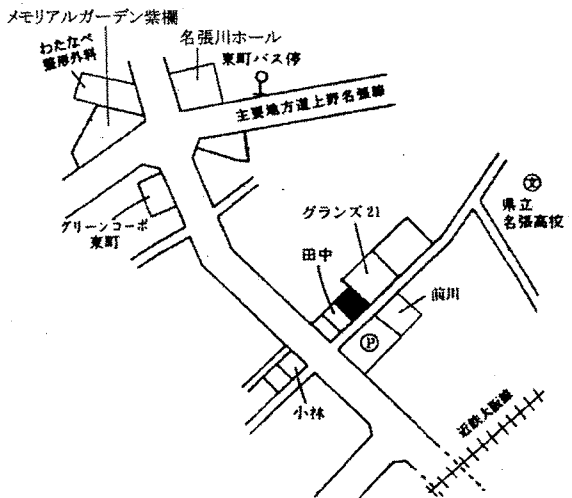 メモリアルガーデン紫欄
わたなべ
整形外科
名張川ホール
東町バス停
主要地方道上野名張線
グリーンコーポ
東町
グランズ21
田中
文
県立
名張高校
前川
P
小林
近鉄大阪線